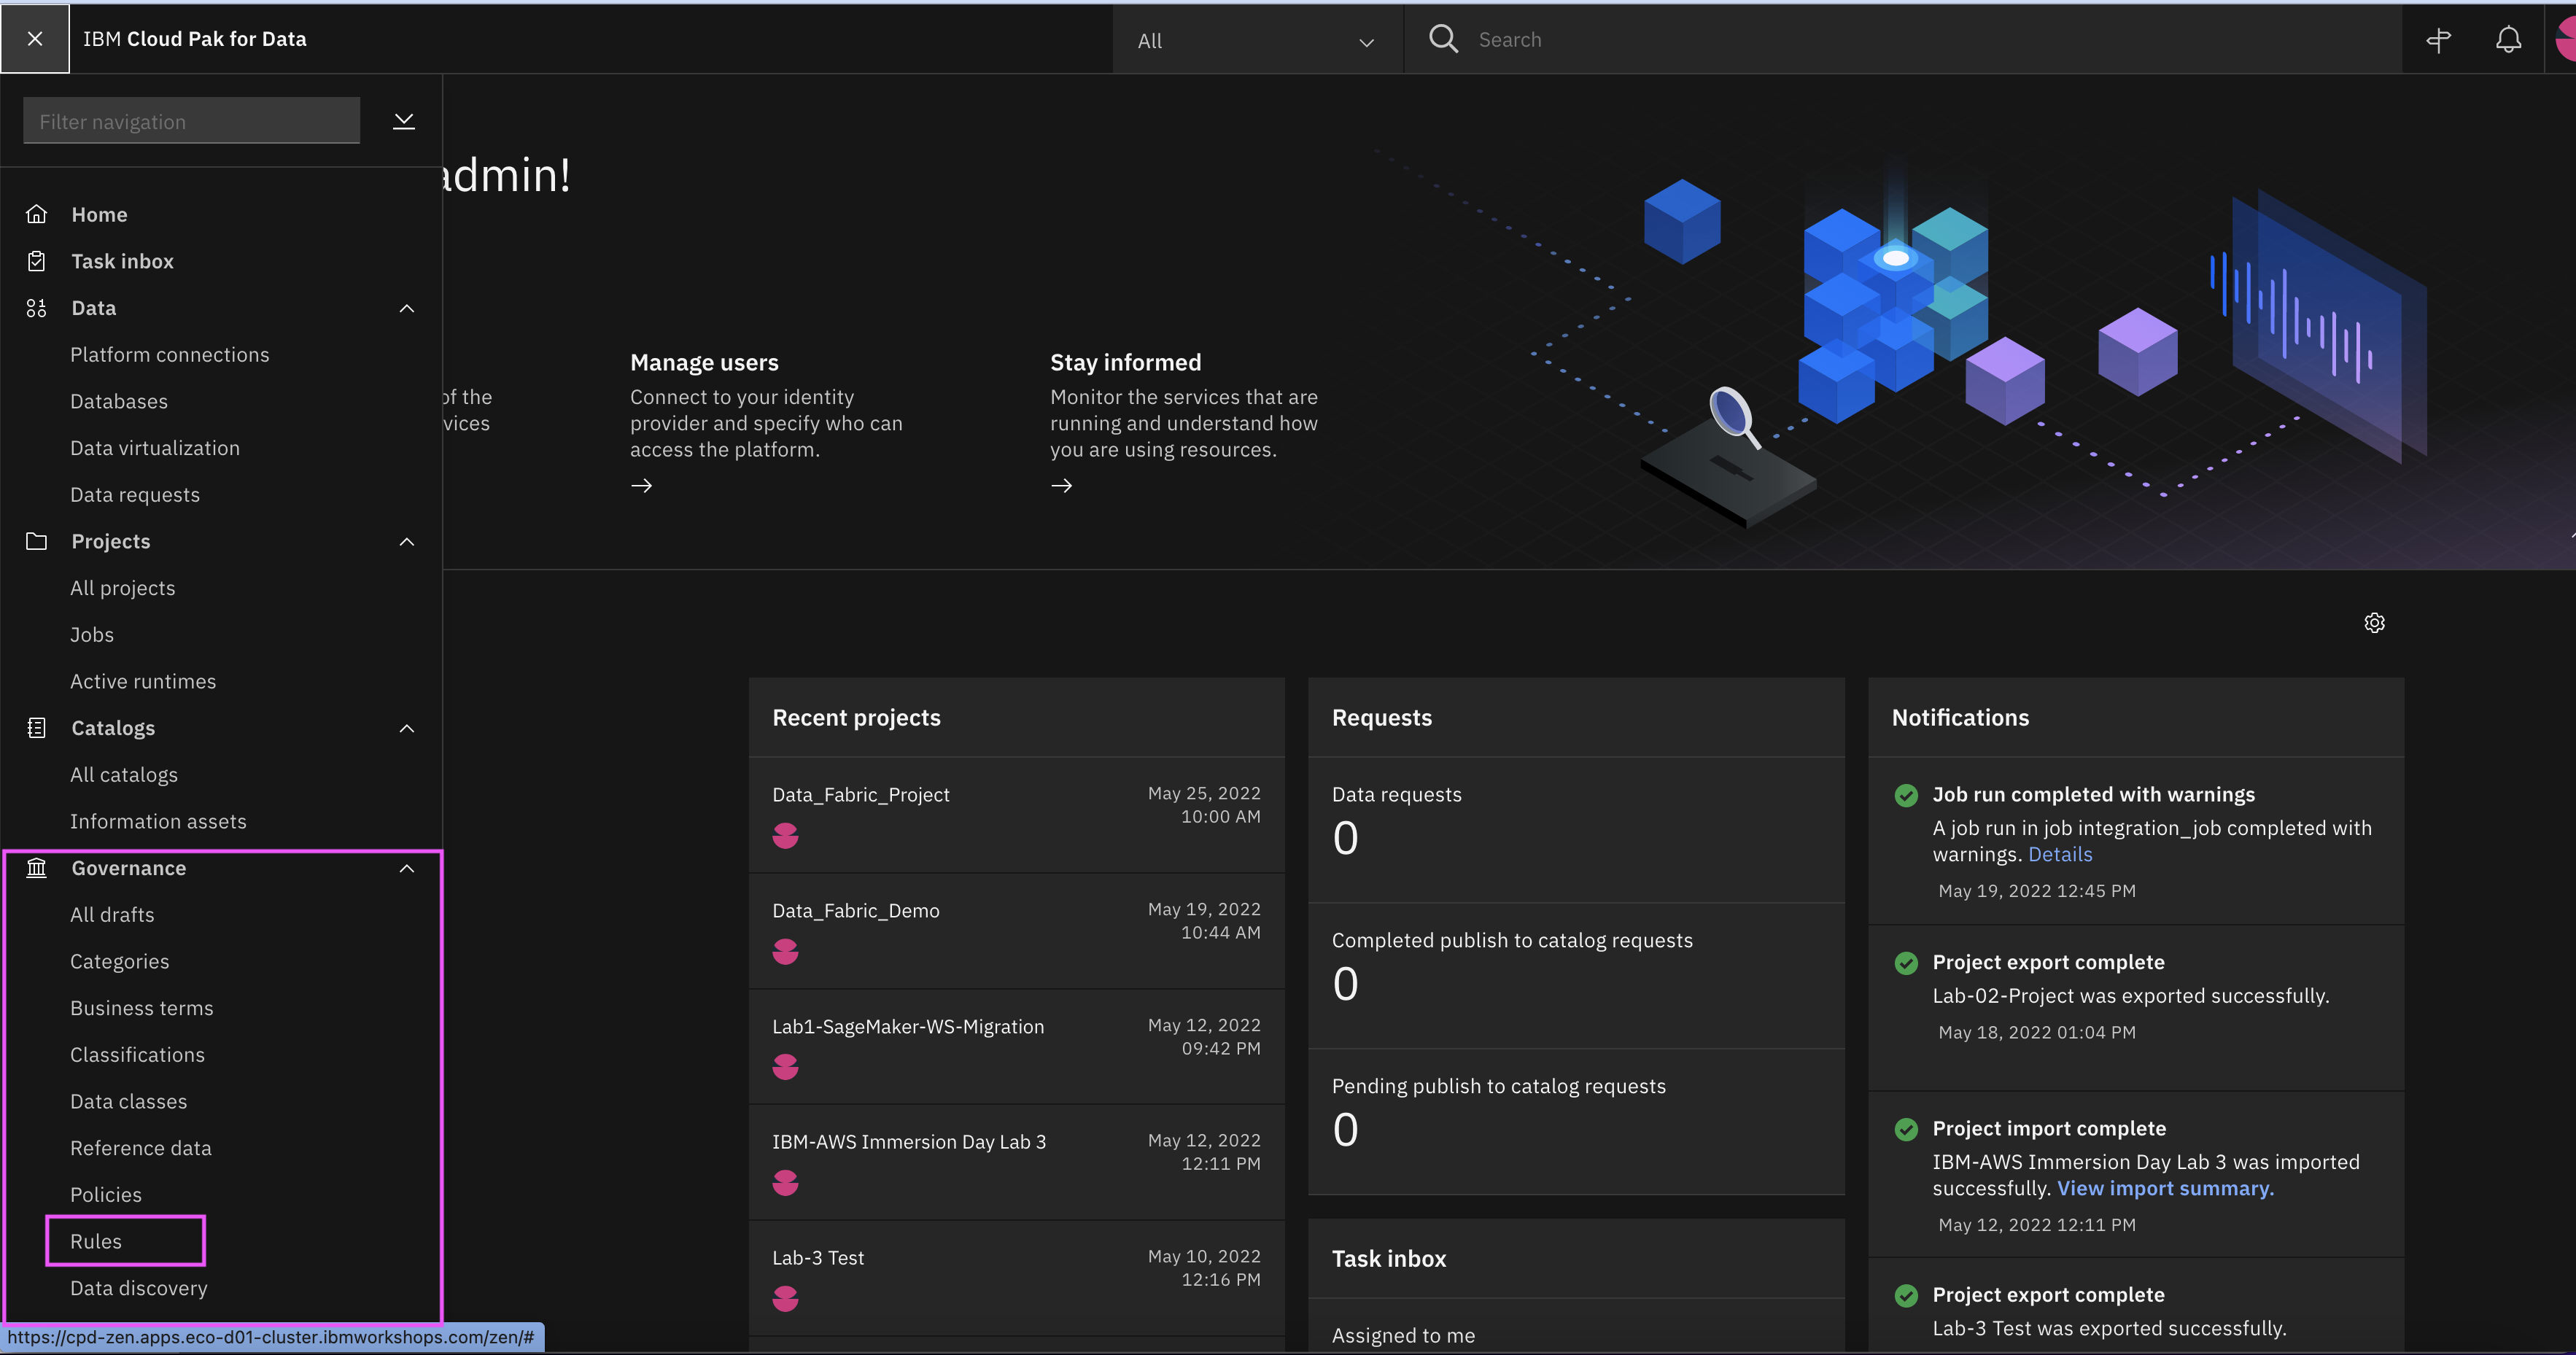 IBM Cloud Pak for Data
All
Search
Filter navigation
Home
Task inbox
Data
Platform connections
Databases
Data virtualization
Data requests
Projects
All projects
Jobs
Active runtimes
Catalogs
All catalogs
Information assets
Governance
All drafts
Categories
Business terms
Classifications
Data classes
Reference data
Policies
Rules
Data discovery
https://cpd-zen.apps.eco-d01-cluster.ibmworkshops.com/zen/#
admin!
of the
vices
Manage users
Connect to your identity
provider and specify who can
access the platform.
Stay informed
Monitor the services that are
running and understand how
you are using resources.
Recent projects
Data_Fabric_Project
May 25, 2022
10:00 AM
Data_Fabric_Demo
May 19, 2022
10:44 AM
Lab1-SageMaker-WS-Migration
May 12, 2022
09:42 PM
IBM-AWS Immersion Day Lab 3
May 12, 2022
12:11 PM
Lab-3 Test
May 10, 2022
12:16 PM
Requests
Data requests
0
Completed publish to catalog requests
0
Pending publish to catalog requests
0
Task inbox
Assigned to me
Notifications
Job run completed with warnings
A job run in job integration_job completed with
warnings. Details
May 19, 2022 12:45 PM
Project export complete
Lab-02-Project was exported successfully.
May 18, 2022 01:04 PM
Project import complete
IBM-AWS Immersion Day Lab 3 was imported
successfully. View import summary.
May 12, 2022 12:11 PM
Project export complete
Lab-3 Test was exported successfully.